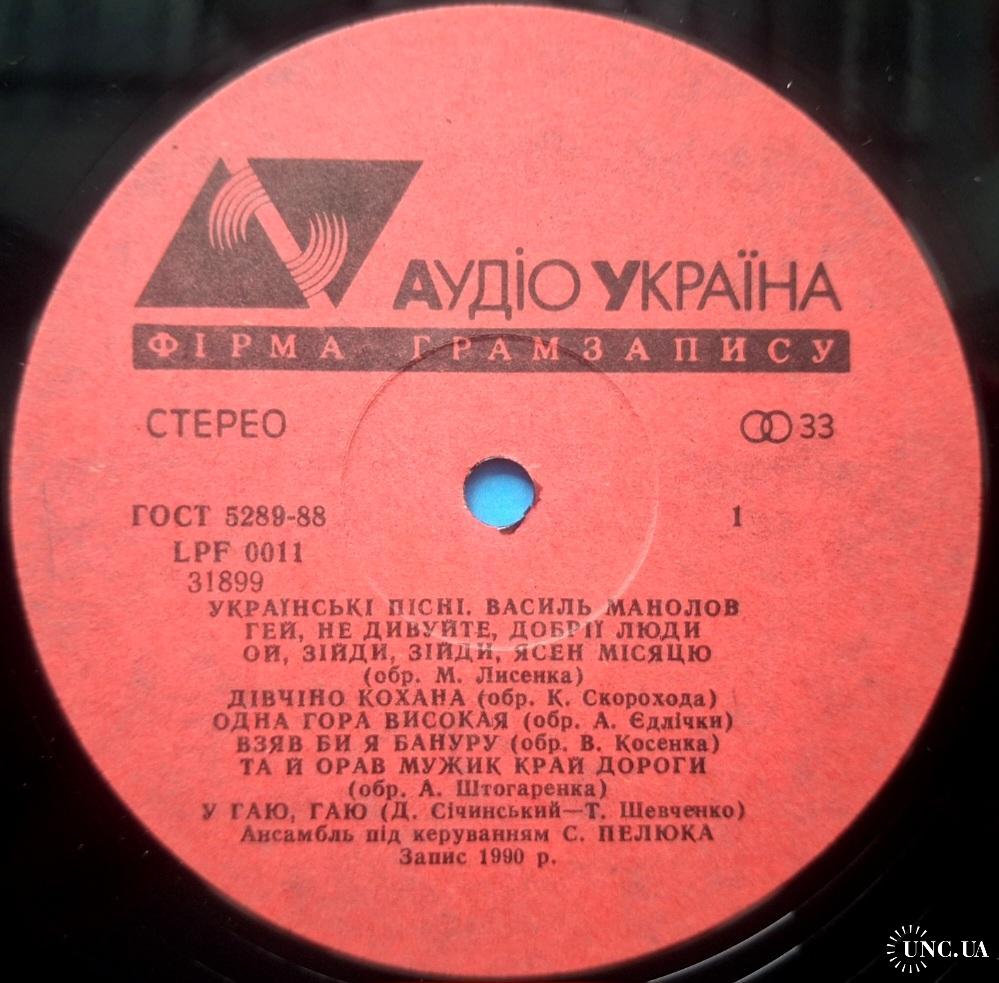 АУДІО УКРАЇНА
ФІРМА ГРАМЗАПИСУ
СТЕРЕО 33
ГОСТ 5289-88 1
LPF 0011
31899
УКРАЇНСЬКІ ПІСНІ. ВАСИЛЬ МАНОЛОВ
ГЕЙ, НЕ ДИВУЙТЕ, ДОБРІЇ ЛЮДИ
ОЙ, ЗІЙДИ, ЗІЙДИ, ЯСЕН МІСЯЦЮ
(обр. М. Лисенка)
ДІВЧІНО КОХАНА (обр. К. Скорохода)
ОДНА ГОРА ВИСОКАЯ (обр. А. Єдлічки)
ВЗЯВ БИ Я БАНУРУ (обр. В. Косенка)
ТА Й ОРАВ МУЖИК КРАЙ ДОРОГИ
(обр. А. Штогаренка)
У ГАЮ, ГАЮ (Д. Січинський—Т. Шевченко)
Ансамбль під керуванням С. ПЕЛЮКА
Запис 1990 р.
UNC.UA